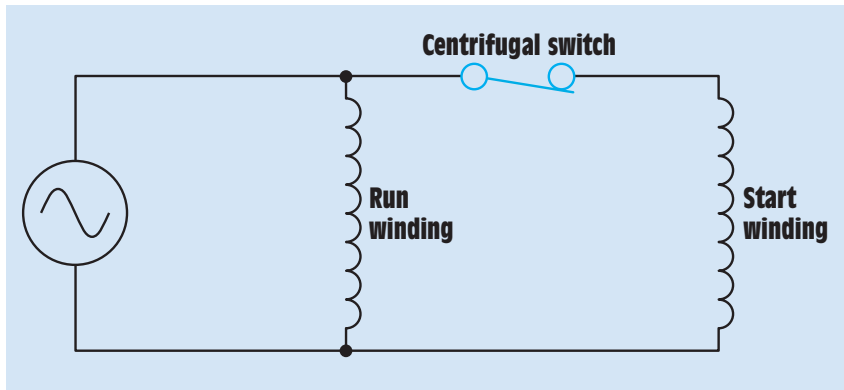 Centrifugal switch
Run
winding
Start
winding